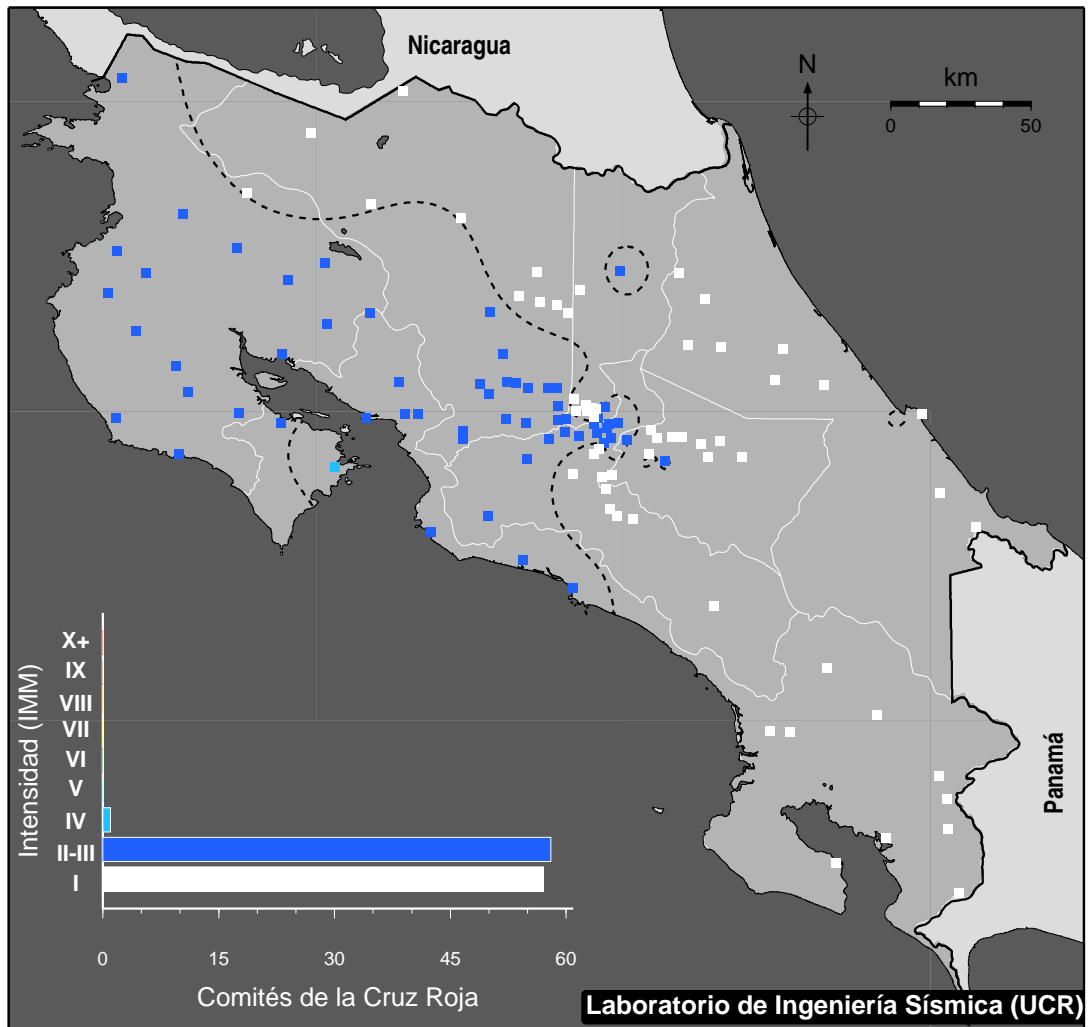 Nicaragua
N
km
0 50
Panamá
Intensidad (IMM)
X+
IX
VIII
VII
VI
V
IV
II-III
I
0 15 30 45 60
Comités de la Cruz Roja
Laboratorio de Ingeniería Sísmica (UCR)